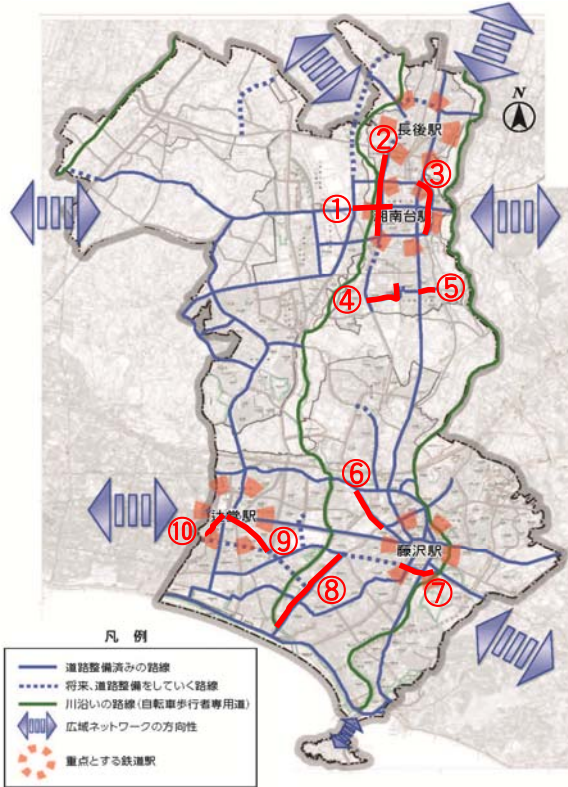 N
長後駅
②
③
①
湘南台駅
④
⑤
⑥
辻堂駅
⑩
⑨
藤沢駅
⑧
⑦
凡 例
道路整備済みの路線
将来、道路整備をしていく路線
川沿いの路線(自転車歩行者専用道)
広域ネットワークの方向性
重点とする鉄道駅